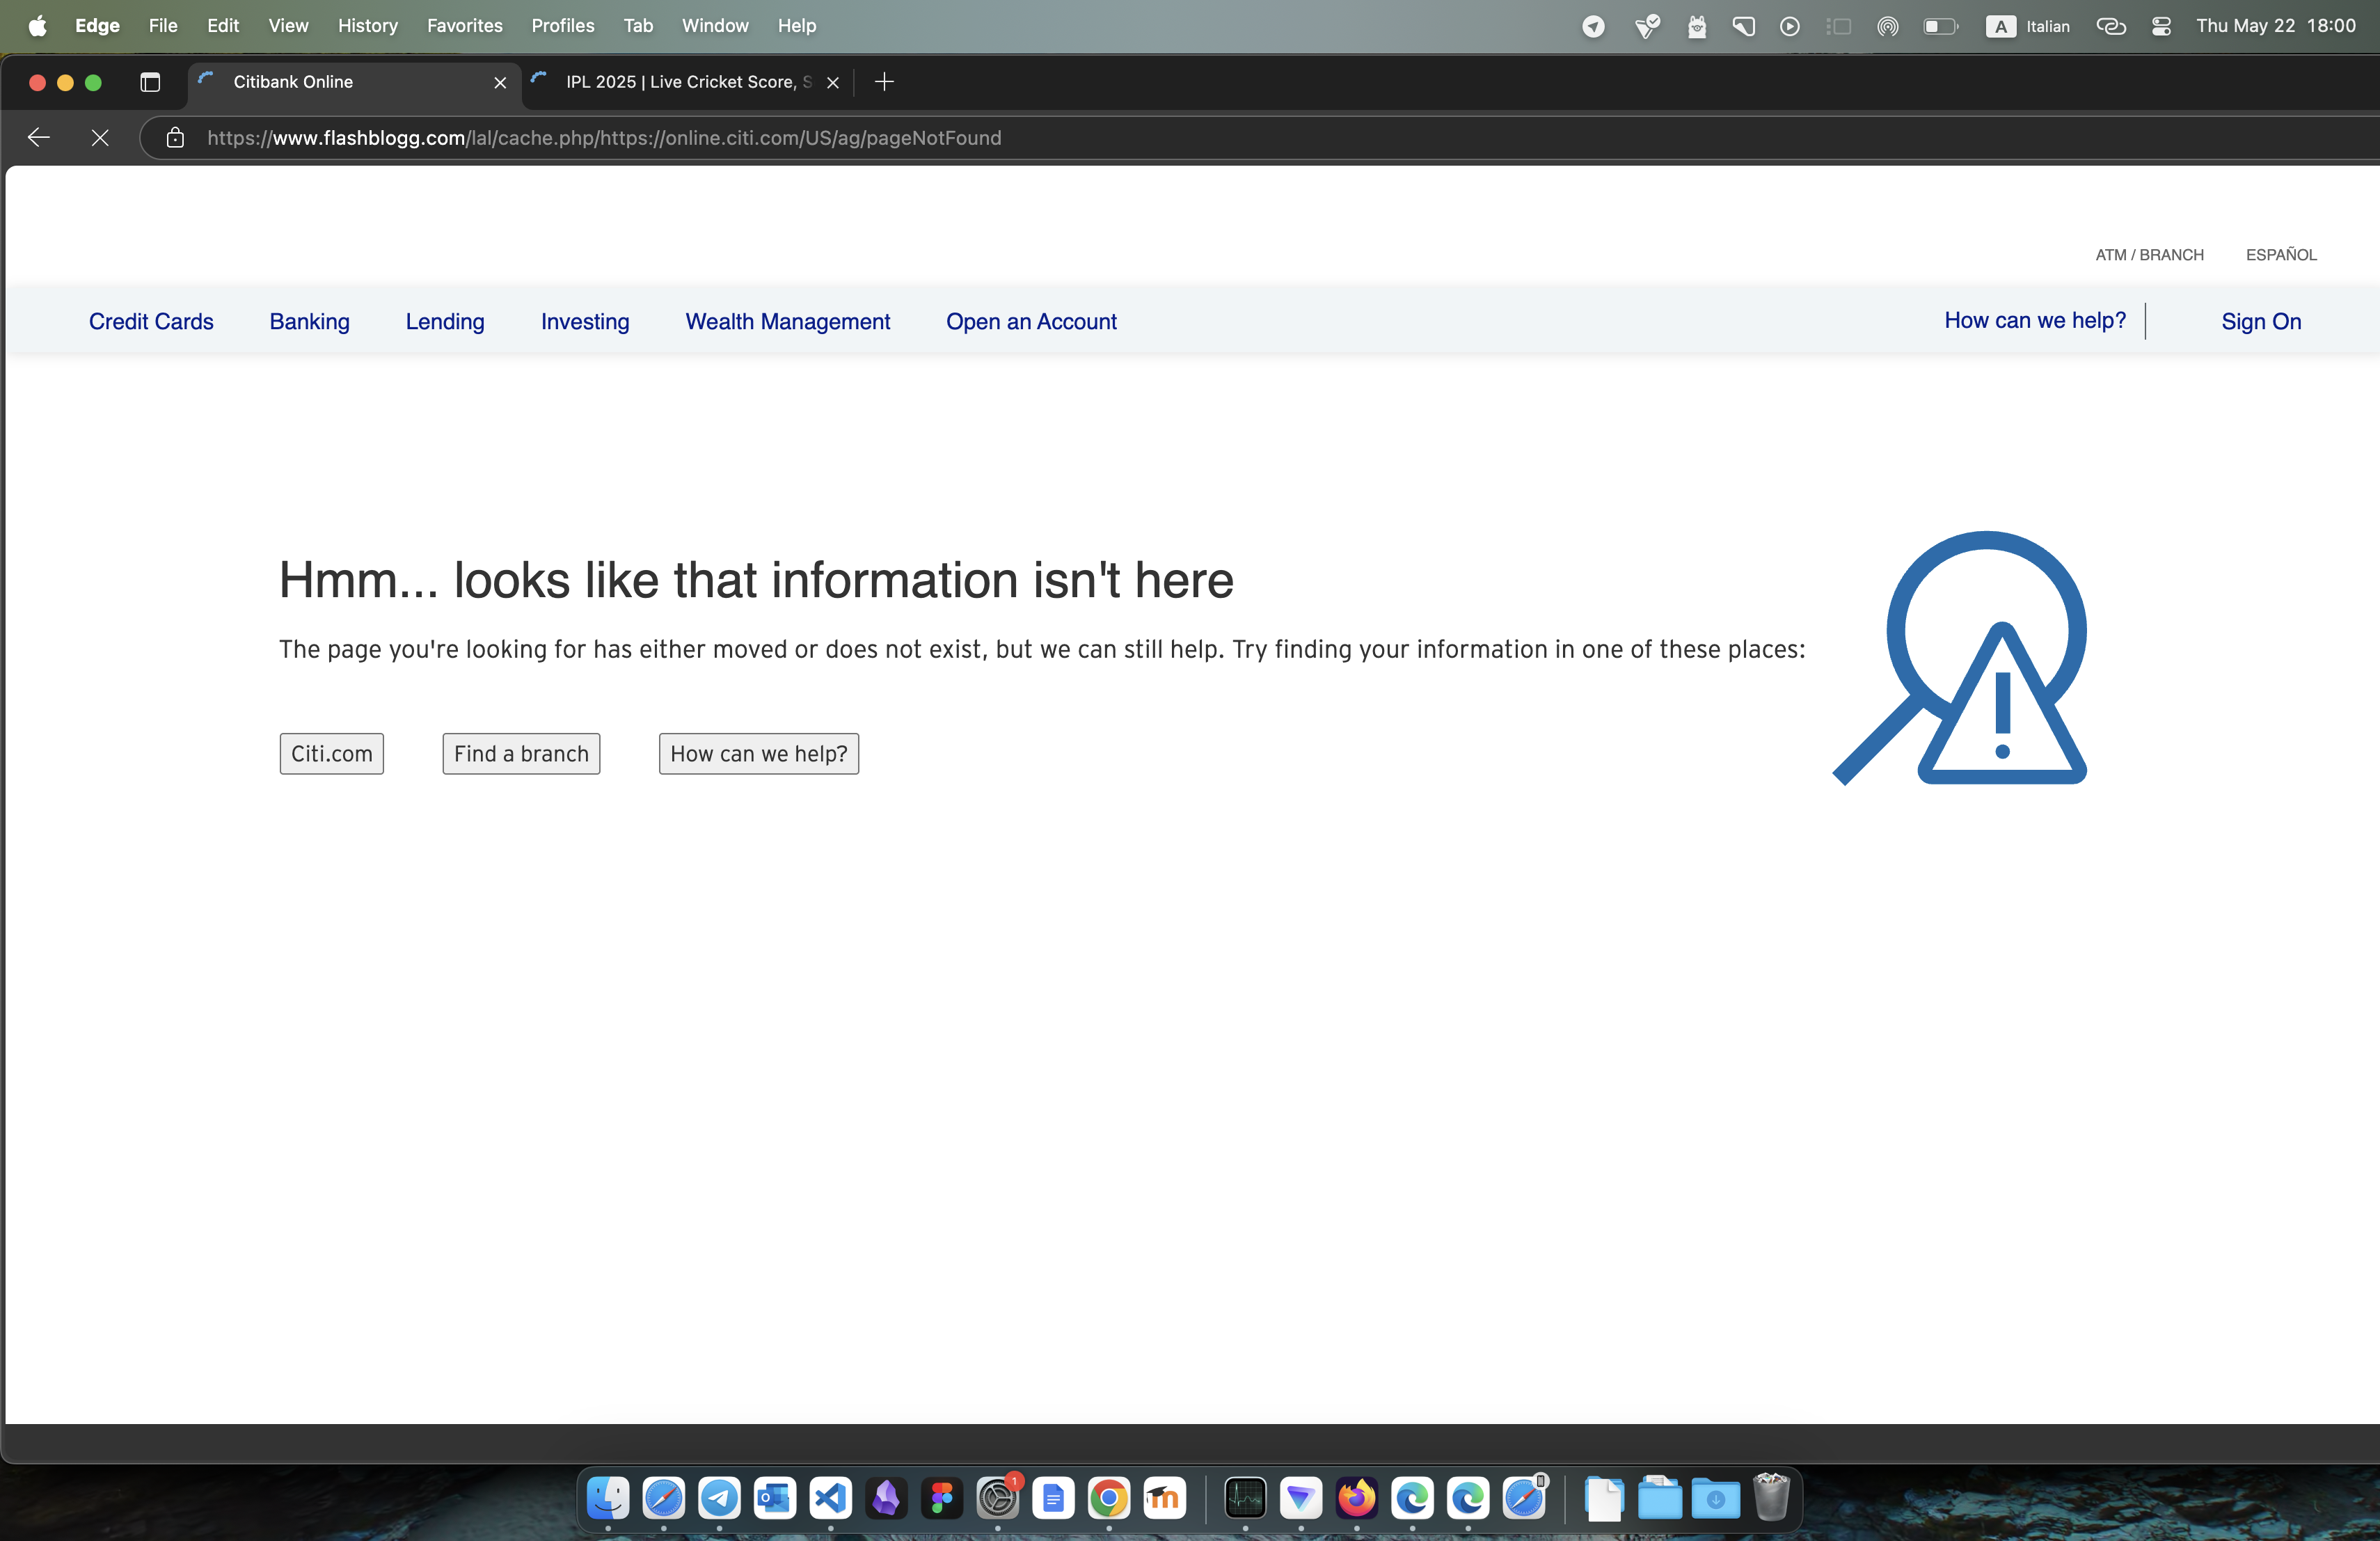 Edge File Edit View History Favorites Profiles Tab Window Help A Italian Thu May 22 18:00
Citibank Online IPL 2025 | Live Cricket Score, S
https://www.flashblogg.com/lal/cache.php/https://online.citi.com/US/ag/pageNotFound
ATM / BRANCH ESPAÑOL
Credit Cards Banking Lending Investing Wealth Management Open an Account How can we help? Sign On
Hmm... looks like that information isn't here
The page you're looking for has either moved or does not exist, but we can still help. Try finding your information in one of these places:
Citi.com Find a branch How can we help?
1